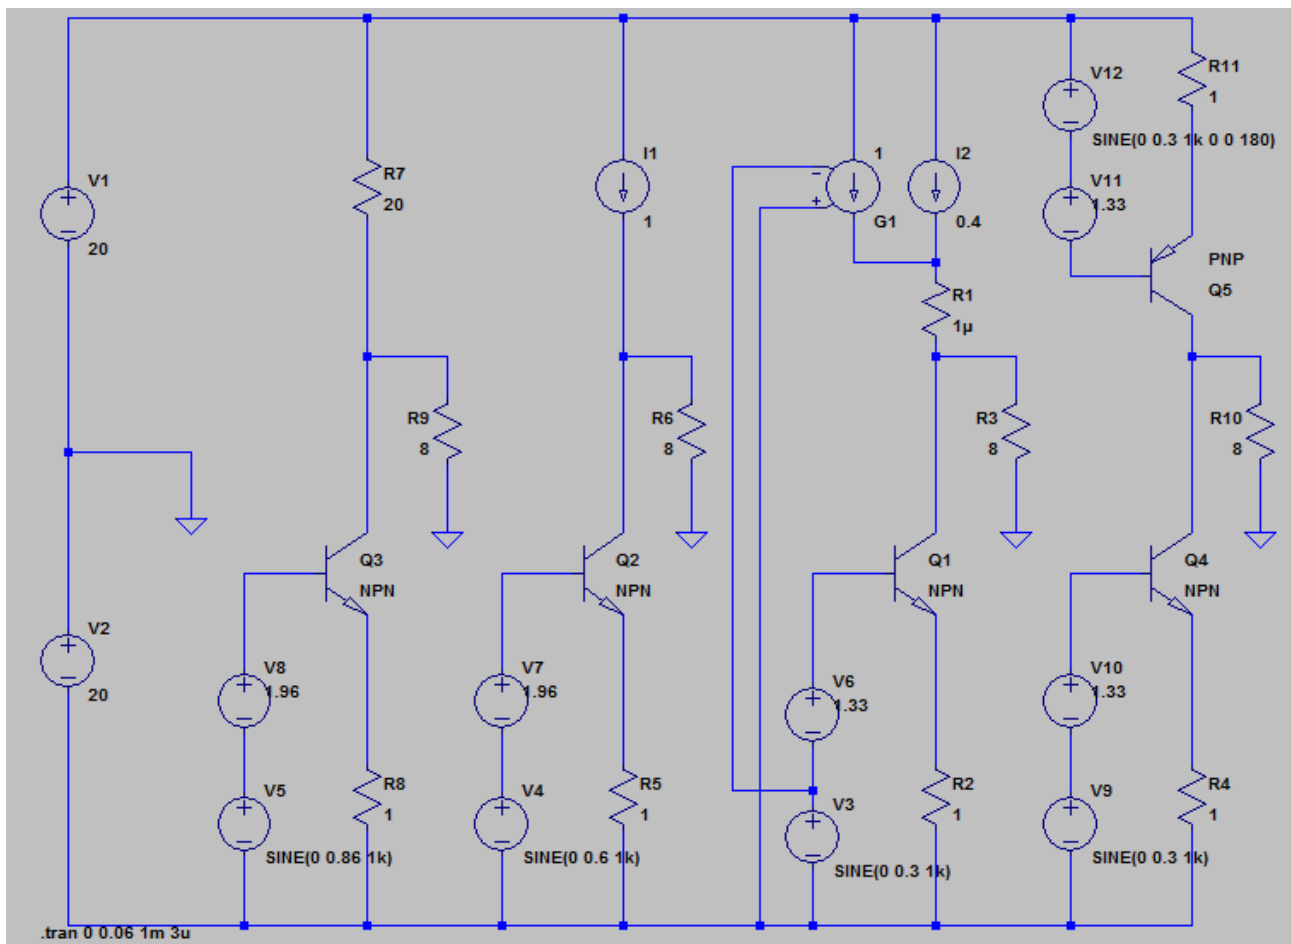 V1
20
V2
20
R7
20
R9
8
Q3
NPN
V8
1.96
V5
SINE(0 0.86 1k)
R8
1
I1
1
R6
8
Q2
NPN
V7
1.96
V4
SINE(0 0.6 1k)
R5
1
1
-
+
G1
I2
0.4
R1
1µ
R3
8
Q1
NPN
V6
1.33
V3
SINE(0 0.3 1k)
R2
1
V12
SINE(0 0.3 1k 0 0 180)
V11
1.33
R11
1
PNP
Q5
R10
8
Q4
NPN
V10
1.33
V9
SINE(0 0.3 1k)
R4
1
.tran 0 0.06 1m 3u